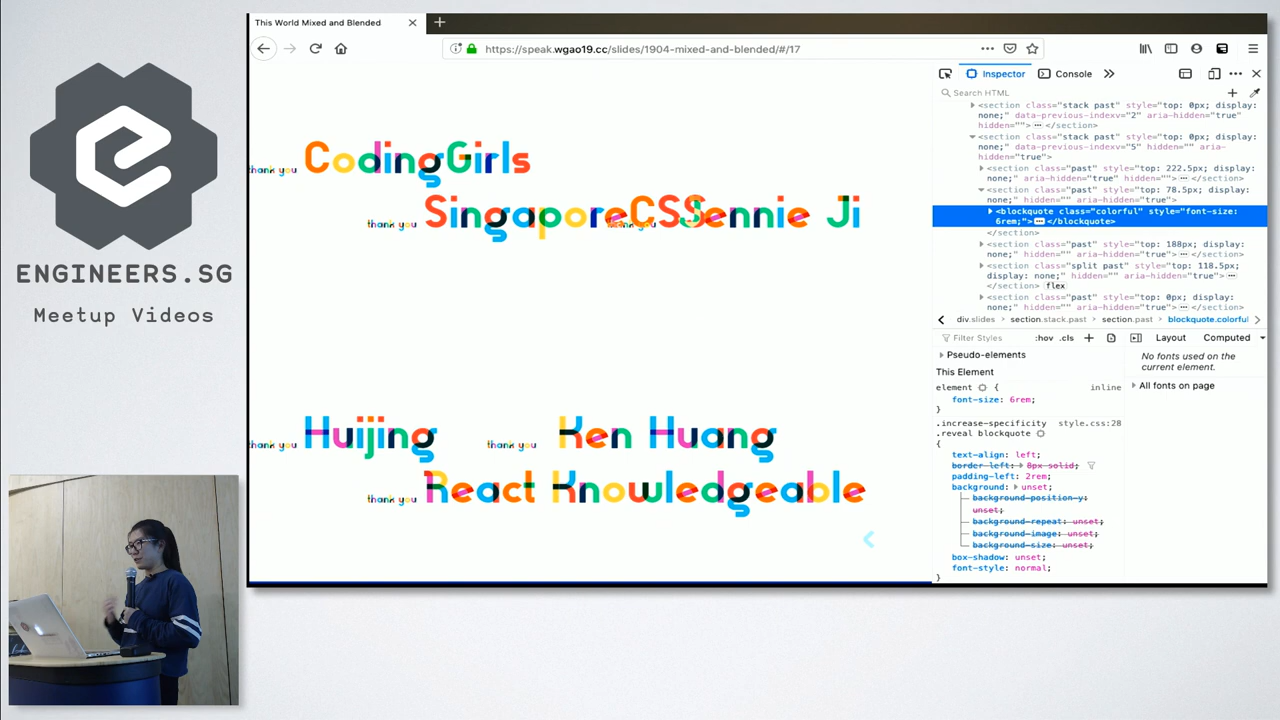 This World Mixed and Blended
https://speak.wgao19.cc/slides/1904-mixed-and-blended/#/17
ENGINEERS.SG
Meetup Videos
thank you CodingGirls
thank you SingaporeCSS
thank you Jennie Ji
thank you Huijing
thank you Ken Huang
thank you React Knowledgeable
Inspector
Console
Search HTML
<section class="stack past" style="top: 0px; display:
none;" data-previous-indexv="2" aria-hidden="true"
hidden=""> </section>
<section class="stack past" style="top: 0px; display:
none;" data-previous-indexv="5" hidden="" aria-
hidden="true">
<section class="past" style="top: 222.5px; display:
none;" aria-hidden="true" hidden=""> </section>
<section class="past" style="top: 78.5px; display:
none;" hidden="" aria-hidden="true">
<blockquote class="colorful" style="font-size:
6rem;"> </blockquote>
</section>
<section class="past" style="top: 188px; display:
none;" hidden="" aria-hidden="true"> </section>
<section class="split past" style="top: 118.5px;
display: none;" hidden="" aria-hidden="true">
</section> flex
<section class="past" style="top: 0px; display:
none;" hidden="" aria-hidden="true"> </section>
div.slides section.stack.past section.past blockquote.colorful
Filter Styles :hov .cls +
Layout Computed
Pseudo-elements
This Element
element { inline
font-size: 6rem;
}
.increase-specificity style.css:28
.reveal blockquote
{
text-align: left;
border-left: 8px solid;
padding-left: 2rem;
background: unset;
background-position-y:
unset;
background-repeat: unset;
background-image: unset;
background-size: unset;
box-shadow: unset;
font-style: normal;
}
No fonts used on the
current element.
All fonts on page